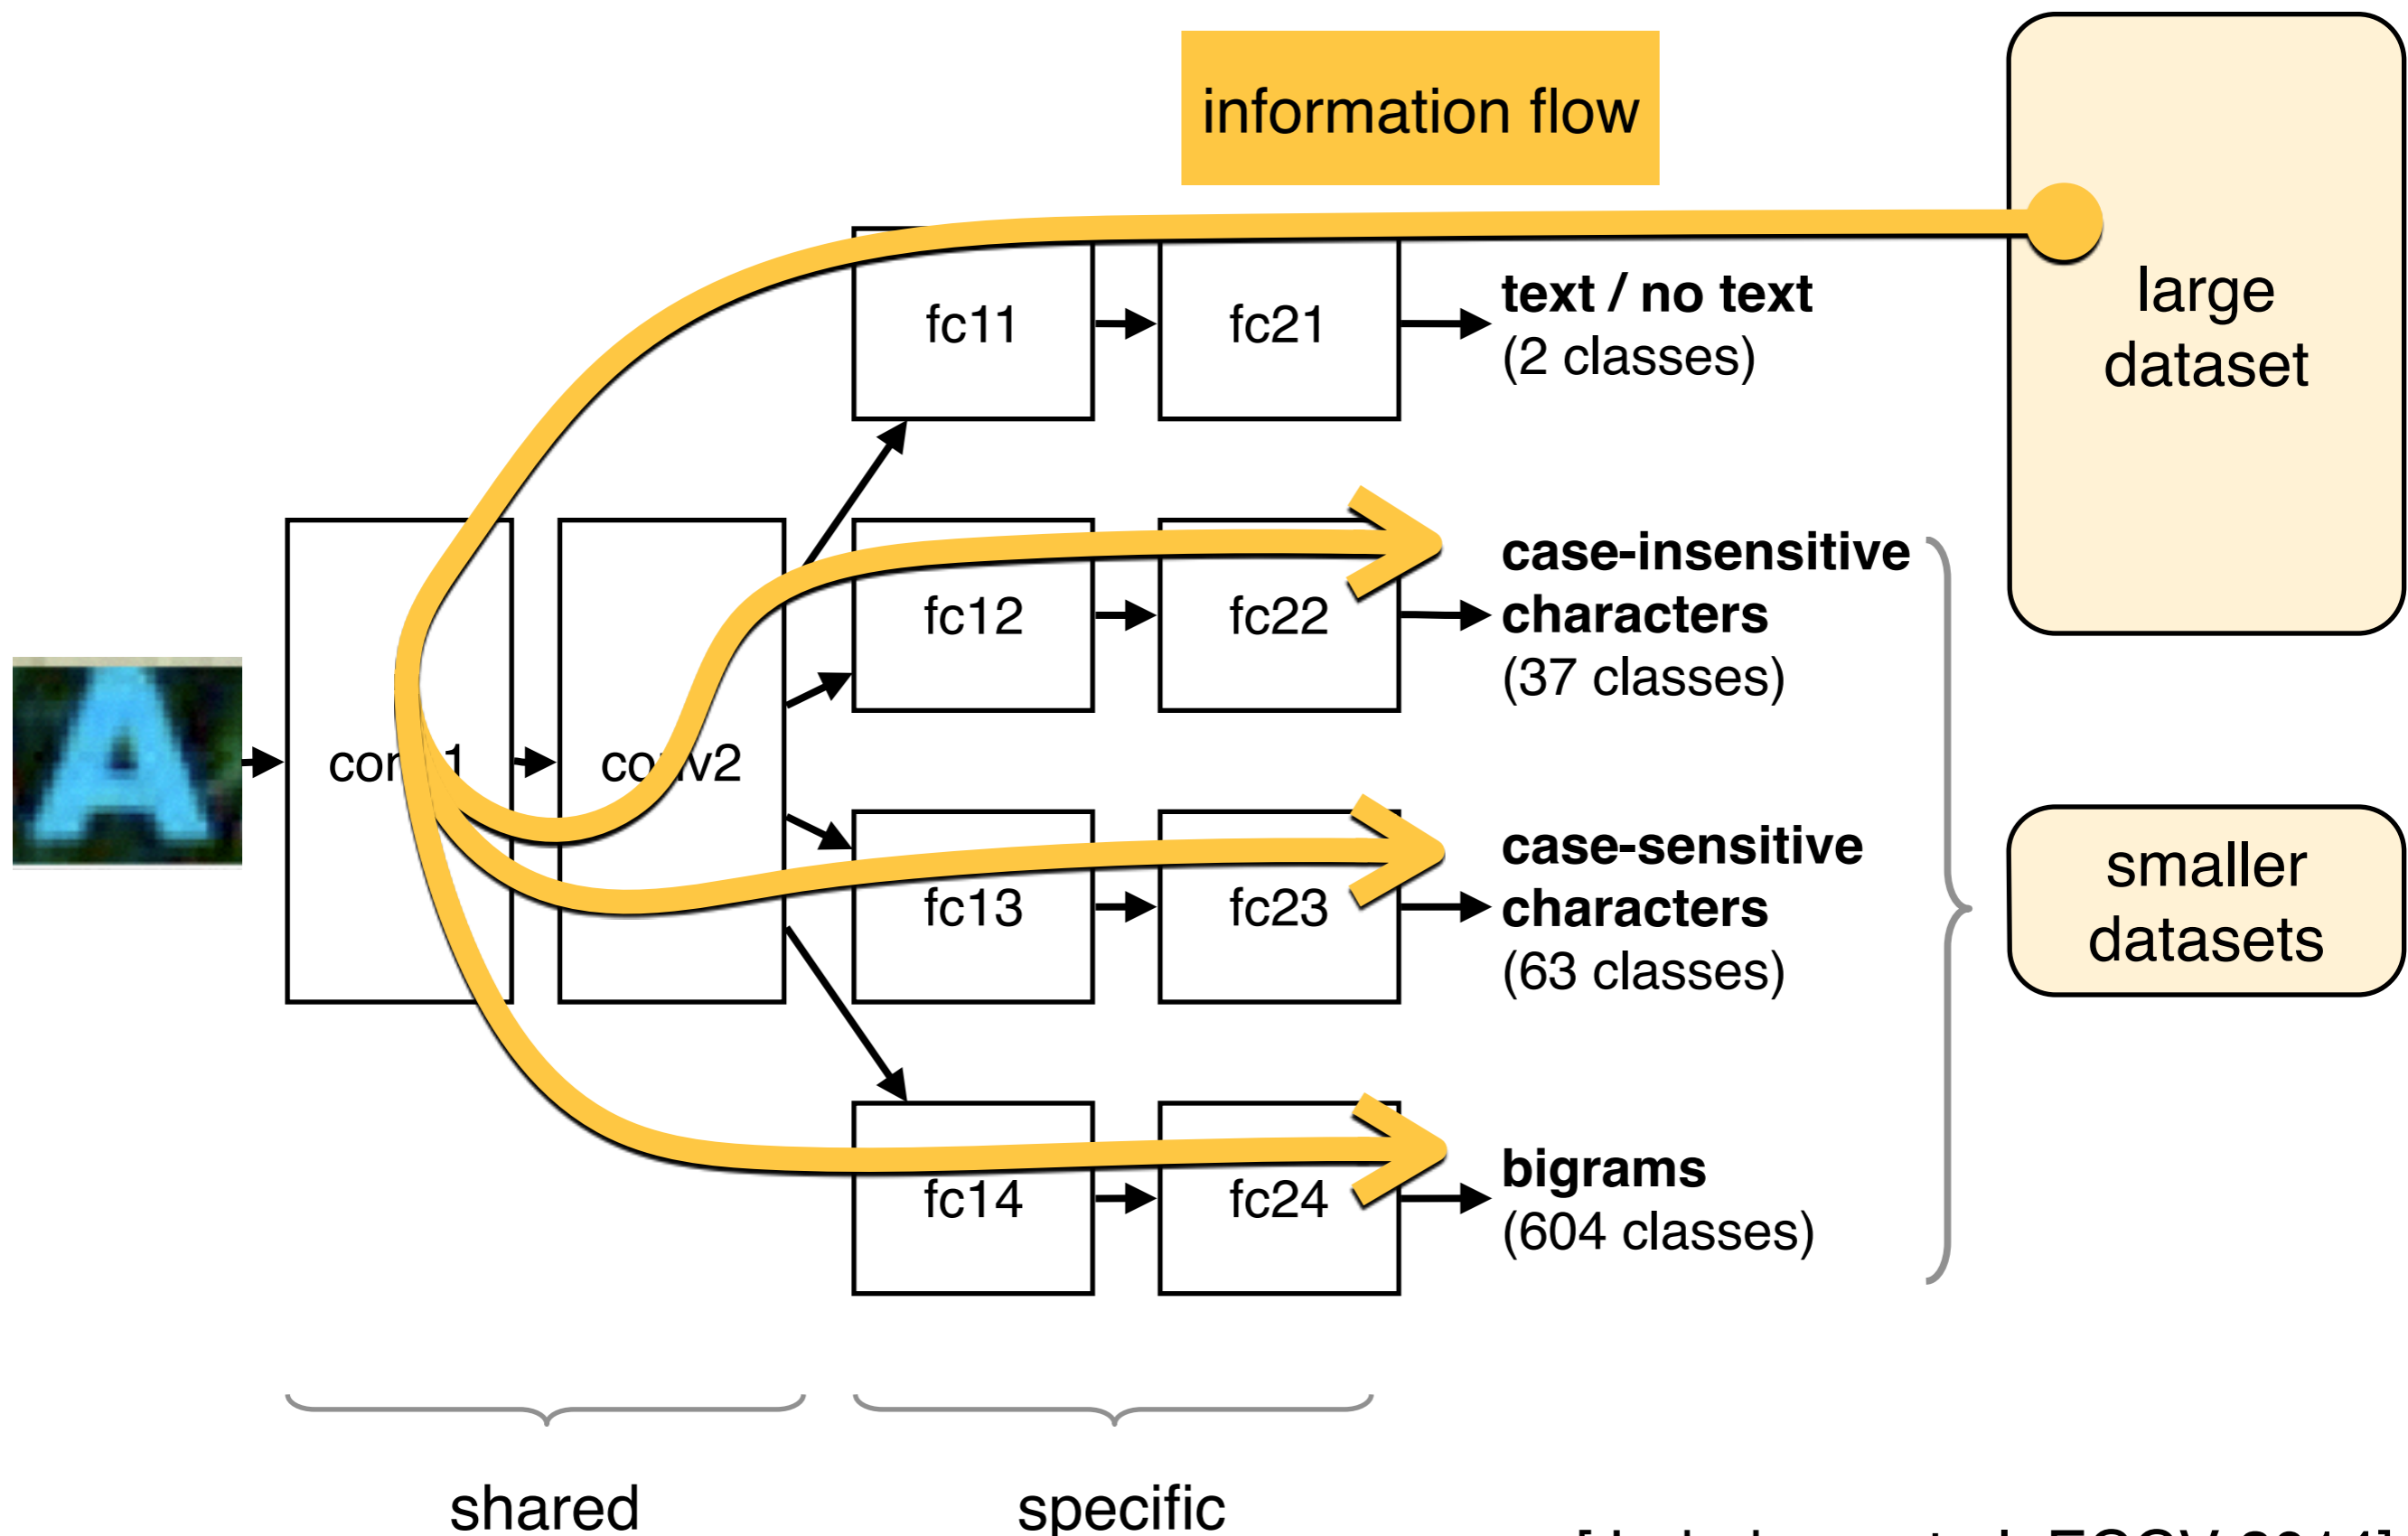 information flow
large
dataset
fc11
fc21
text / no text
(2 classes)
case-insensitive
characters
(37 classes)
fc12
fc22
A
conv2
case-sensitive
characters
(63 classes)
smaller
datasets
fc13
fc23
bigrams
(604 classes)
fc14
fc24
shared
specific